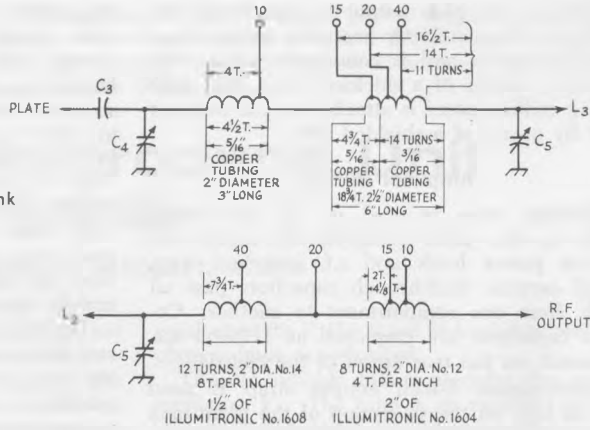 10
15 20 40
16½ T.
14 T.
11 TURNS
4 T.
PLATE
C3
C4
4½ T.
5/16"
COPPER
TUBING
2" DIAMETER
3" LONG
4¾ T. 14 TURNS
5/16" 3/16"
COPPER COPPER
TUBING TUBING
18¾ T. 2½" DIAMETER
6" LONG
C5
L3
nk
40 20 15 10
2T.
7¾ T. 4⅛ T.
L2
C5
R.F.
OUTPUT
12 TURNS, 2" DIA. No.14
8T. PER INCH
1½" OF
ILLUMITRONIC No.1608
8 TURNS, 2" DIA. No.12
4 T. PER INCH
2" OF
ILLUMITRONIC No.1604